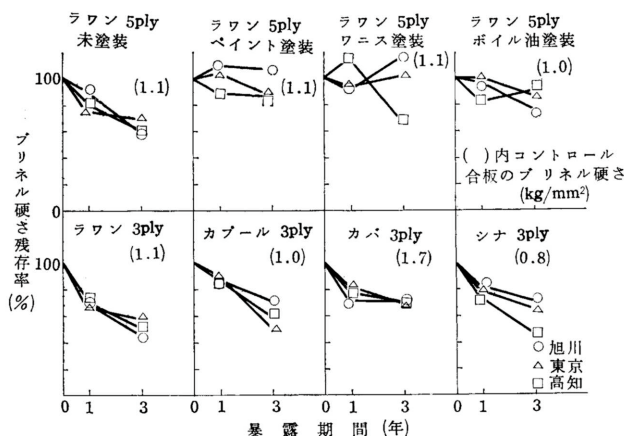 ラワン 5ply
未塗装
(1.1)
ラワン 5ply
ペイント塗装
(1.1)
ラワン 5ply
ワニス塗装
(1.1)
ラワン 5ply
ボイル油塗装
(1.0)
( )内コントロール
合板のブリネル硬さ
(kg/mm²)
ブリネル硬さ残存率
(%)
100
0
ラワン 3ply
(1.1)
カプール 3ply
(1.0)
カバ 3ply
(1.7)
シナ 3ply
(0.8)
100
○ 旭川
△ 東京
□ 高知
0 1 3 0 1 3 0 1 3 0 1 3
暴露期間 (年)